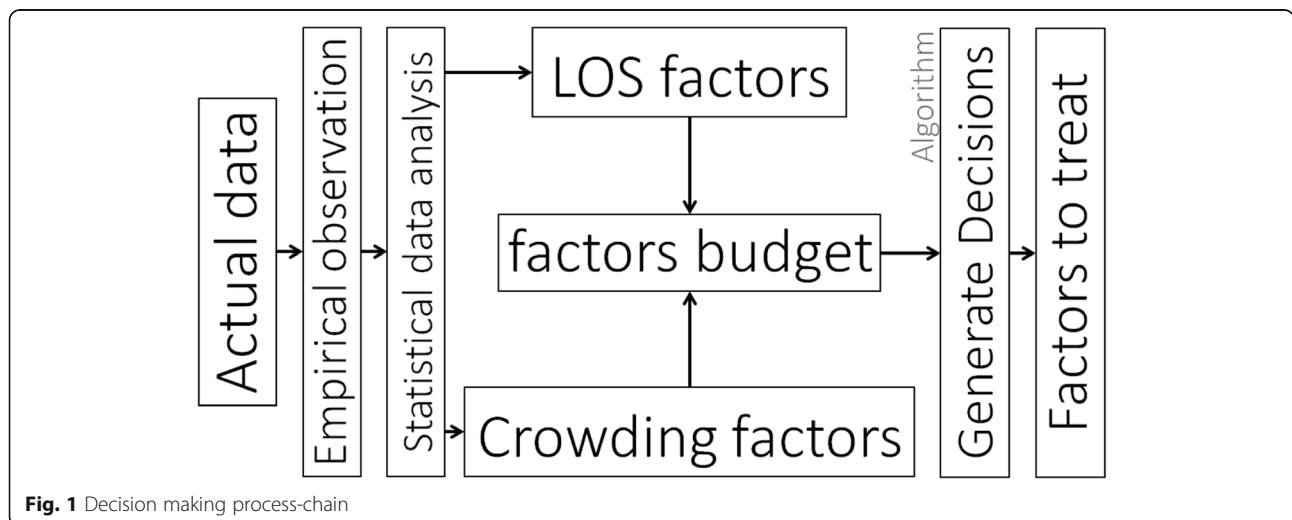 Actual data
Empirical observation
Statistical data analysis
LOS factors
factors budget
Crowding factors
Algorithm
Generate Decisions
Factors to treat
Fig. 1 Decision making process-chain